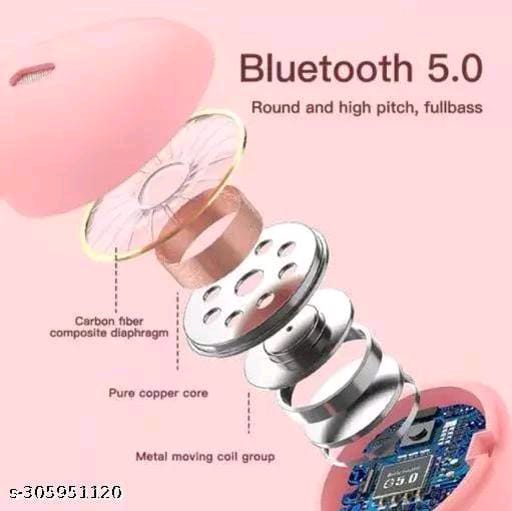 Bluetooth 5.0
Round and high pitch, fullbass
Carbon fiber
composite diaphragm
Pure copper core
Metal moving coil group
5.0
s-305951120